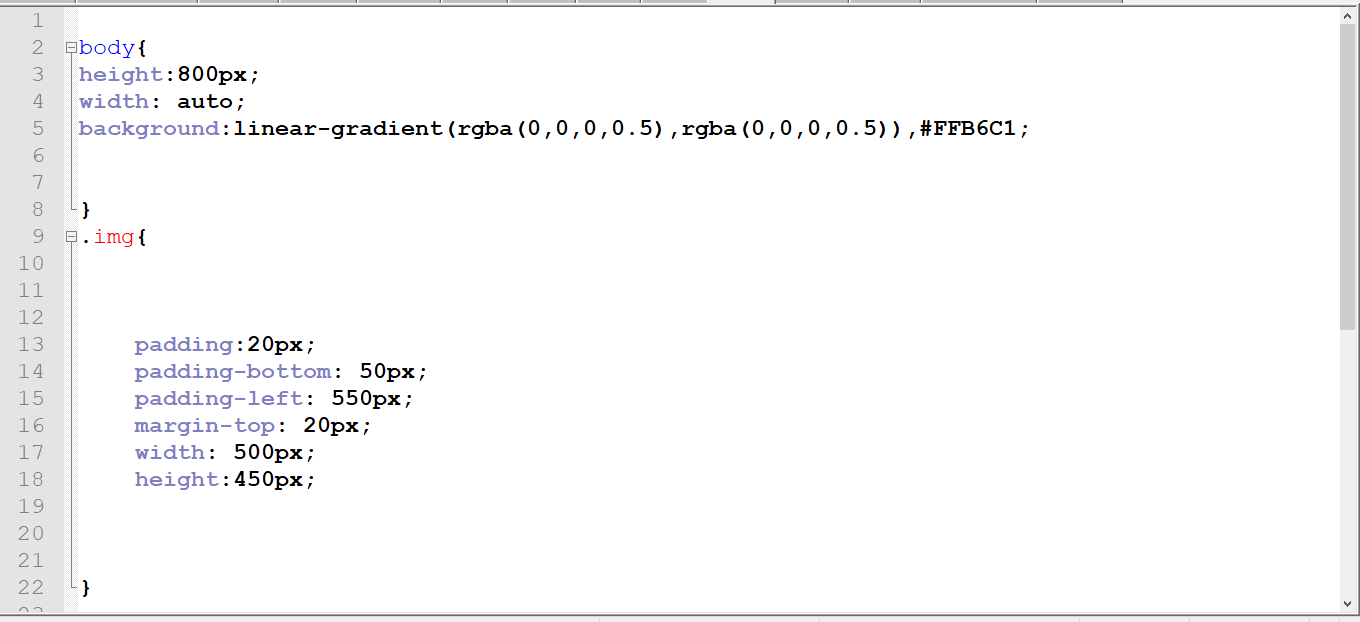 1
2 body{
3 height:800px;
4 width: auto;
5 background:linear-gradient(rgba(0,0,0,0.5),rgba(0,0,0,0.5)),#FFB6C1;
6
7
8 }
9 .img{
10
11
12
13 padding:20px;
14 padding-bottom: 50px;
15 padding-left: 550px;
16 margin-top: 20px;
17 width: 500px;
18 height:450px;
19
20
21
22 }